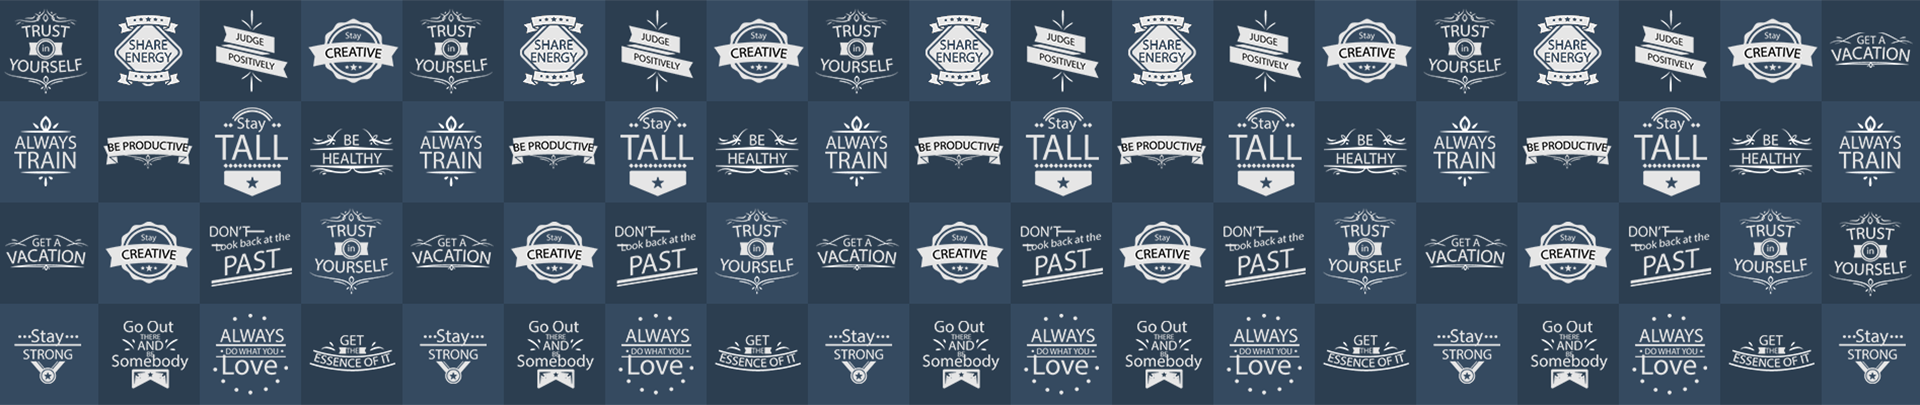 TRUST
in
YOURSELF
SHARE
ENERGY
JUDGE
POSITIVELY
Stay
CREATIVE
TRUST
in
YOURSELF
SHARE
ENERGY
JUDGE
POSITIVELY
Stay
CREATIVE
TRUST
in
YOURSELF
SHARE
ENERGY
JUDGE
POSITIVELY
SHARE
ENERGY
JUDGE
POSITIVELY
Stay
CREATIVE
TRUST
in
YOURSELF
SHARE
ENERGY
JUDGE
POSITIVELY
Stay
CREATIVE
GET A
VACATION
ALWAYS
TRAIN
BE PRODUCTIVE
Stay
TALL
BE
HEALTHY
ALWAYS
TRAIN
BE PRODUCTIVE
Stay
TALL
BE
HEALTHY
ALWAYS
TRAIN
BE PRODUCTIVE
Stay
TALL
BE PRODUCTIVE
Stay
TALL
BE
HEALTHY
ALWAYS
TRAIN
BE PRODUCTIVE
Stay
TALL
BE
HEALTHY
ALWAYS
TRAIN
GET A
VACATION
Stay
CREATIVE
DON'T
Look back at the
PAST
TRUST
in
YOURSELF
GET A
VACATION
Stay
CREATIVE
DON'T
Look back at the
PAST
TRUST
in
YOURSELF
GET A
VACATION
Stay
CREATIVE
DON'T
Look back at the
PAST
Stay
CREATIVE
DON'T
Look back at the
PAST
TRUST
in
YOURSELF
GET A
VACATION
Stay
CREATIVE
DON'T
Look back at the
PAST
TRUST
in
YOURSELF
TRUST
in
YOURSELF
Stay
STRONG
Go Out
THERE
AND
BE
Somebody
ALWAYS
DO WHAT YOU
Love
GET
THE
ESSENCE OF IT
Stay
STRONG
Go Out
THERE
AND
BE
Somebody
ALWAYS
DO WHAT YOU
Love
GET
THE
ESSENCE OF IT
Stay
STRONG
Go Out
THERE
AND
BE
Somebody
ALWAYS
DO WHAT YOU
Love
Go Out
THERE
AND
BE
Somebody
ALWAYS
DO WHAT YOU
Love
GET
THE
ESSENCE OF IT
Stay
STRONG
Go Out
THERE
AND
BE
Somebody
ALWAYS
DO WHAT YOU
Love
GET
THE
ESSENCE OF IT
Stay
STRONG